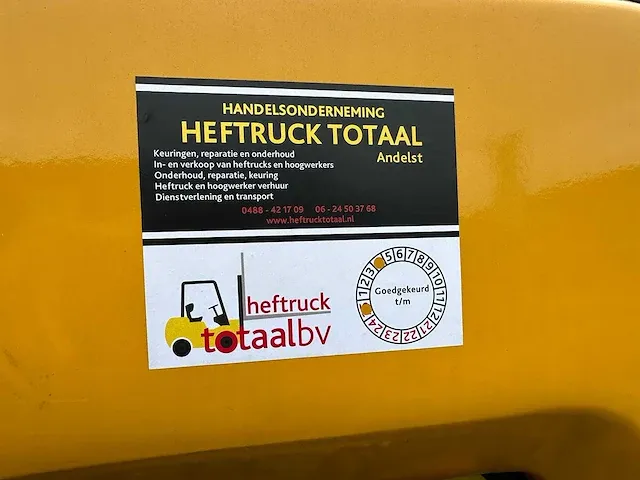 HANDELSONDERNEMING
HEFTRUCK TOTAAL
Andelst
Keuringen, reparatie en onderhoud
In- en verkoop van heftrucks en hoogwerkers
Onderhoud, reparatie, keuring
Heftruck en hoogwerker verhuur
Dienstverlening en transport
0488 - 42 17 09 06 - 24 50 37 68
www.heftrucktotaal.nl
heftruck
totaalbv
Goedgekeurd
t/m
1 2 3 5 6 7 8 9 10 11 12
21 22 23 24